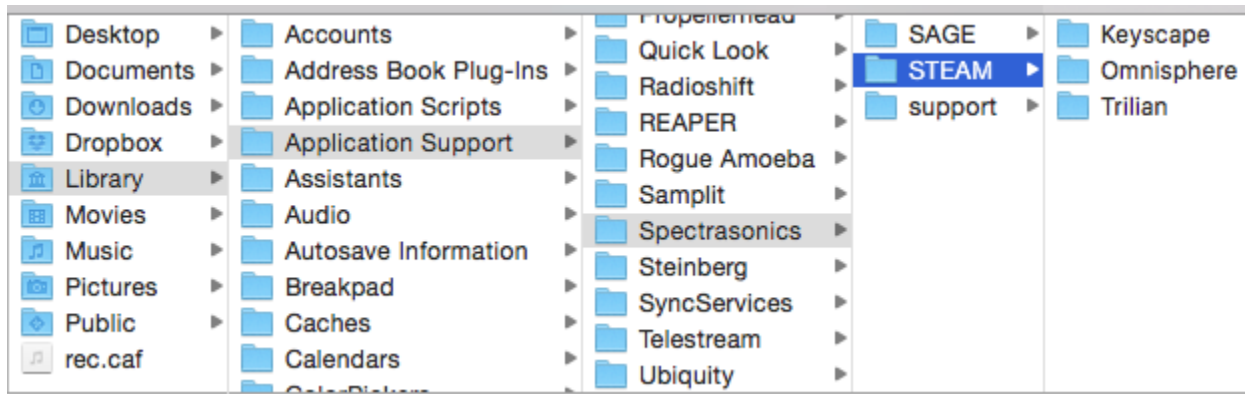 Desktop
Documents
Downloads
Dropbox
Library
Movies
Music
Pictures
Public
rec.caf
Accounts
Address Book Plug-Ins
Application Scripts
Application Support
Assistants
Audio
Autosave Information
Breakpad
Caches
Calendars
ColorPickers
Propellerhead
Quick Look
Radioshift
REAPER
Rogue Amoeba
Samplit
Spectrasonics
Steinberg
SyncServices
Telestream
Ubiquity
SAGE
STEAM
support
Keyscape
Omnisphere
Trilian